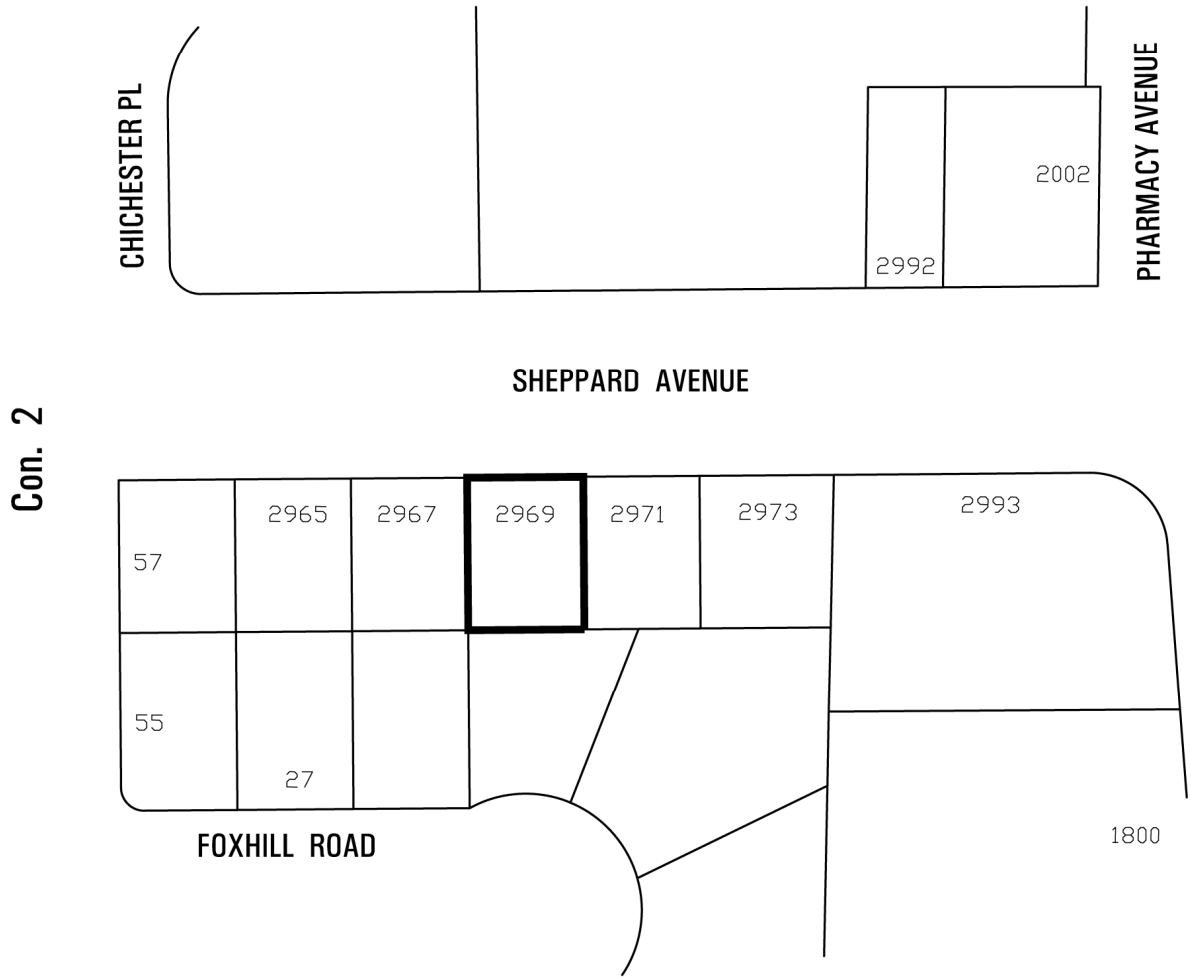 CHICHESTER PL
PHARMACY AVENUE
2002
2992
SHEPPARD AVENUE
Con. 2
2965
2967
2969
2971
2973
2993
57
55
27
FOXHILL ROAD
1800